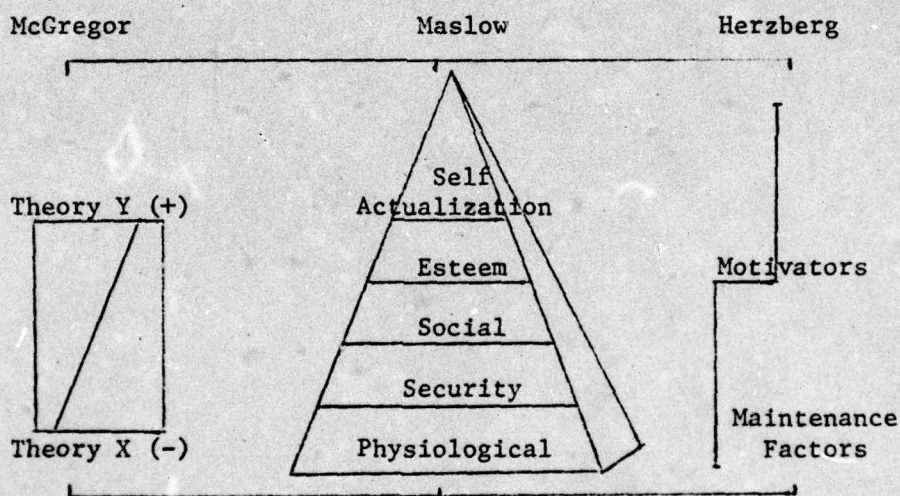 McGregor Maslow Herzberg
Self
Theory Y (+) Actualization
Esteem Motivators
Social
Security
Maintenance
Theory X (-) Physiological Factors